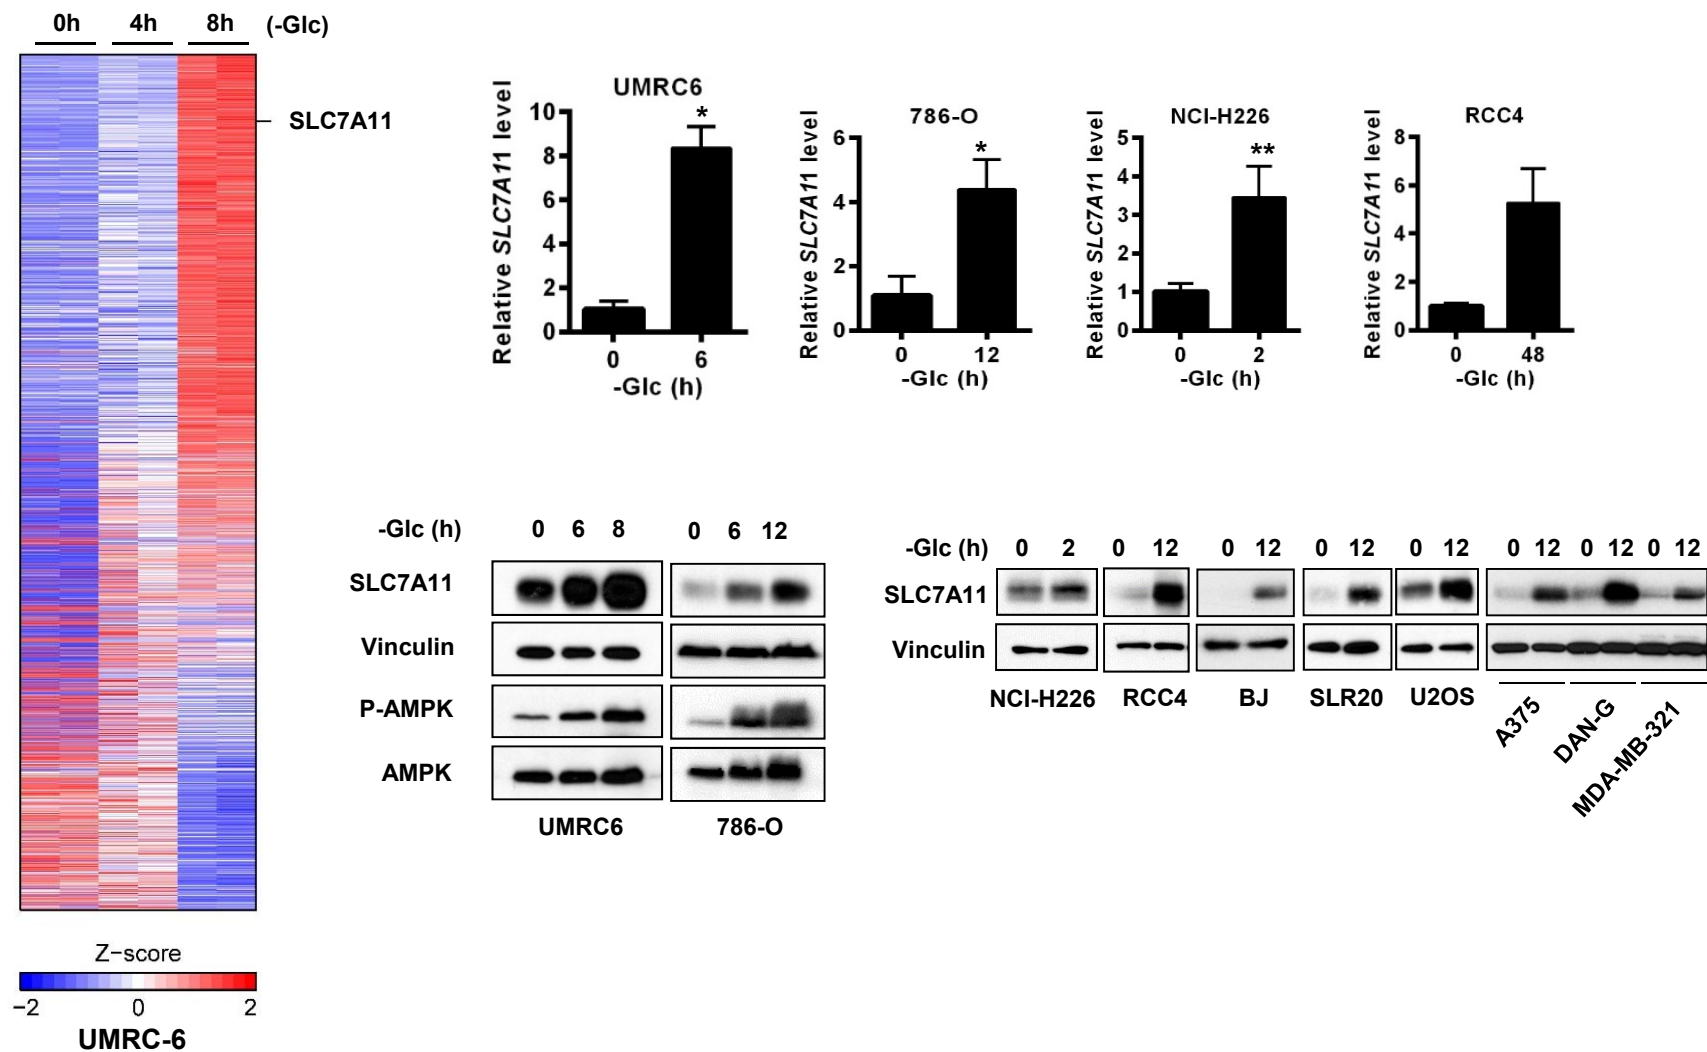 0h 4h 8h (-Glc)
SLC7A11
Z−score
−2 0 2
UMRC-6
UMRC6
Relative SLC7A11 level
10
8
6
4
2
0
*
0 6
-Glc (h)
786-O
Relative SLC7A11 level
6
4
2
0
*
0 12
-Glc (h)
NCI-H226
Relative SLC7A11 level
5
4
3
2
1
0
**
0 2
-Glc (h)
RCC4
Relative SLC7A11 level
8
6
4
2
0
0 48
-Glc (h)
-Glc (h) 0 6 8 0 6 12
SLC7A11
Vinculin
P-AMPK
AMPK
UMRC6 786-O
-Glc (h) 0 2 0 12 0 12 0 12 0 12 0 12 0 12 0 12
SLC7A11
Vinculin
NCI-H226 RCC4 BJ SLR20 U2OS
A375
DAN-G
MDA-MB-321